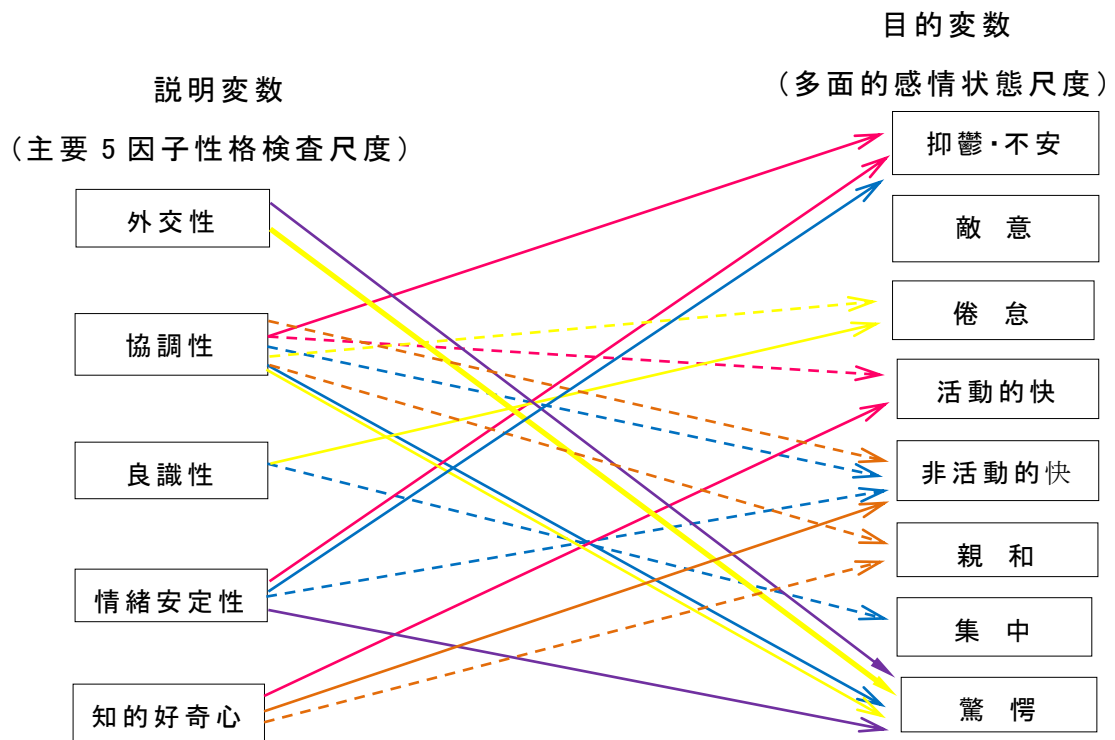 説明変数
（主要5因子性格検査尺度）
外交性
協調性
良識性
情緒安定性
知的好奇心
目的変数
（多面的感情状態尺度）
抑鬱・不安
敵 意
倦怠
活動的快
非活動的快
親 和
集 中
驚 愕